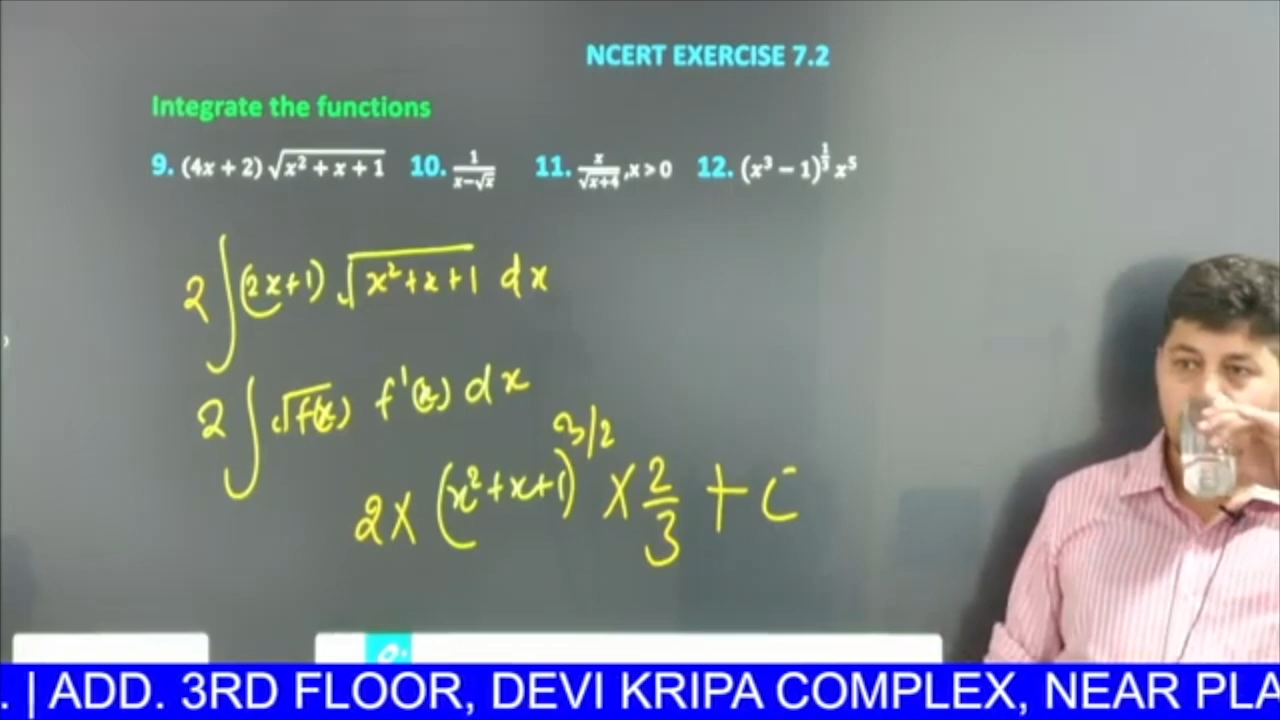 NCERT EXERCISE 7.2
Integrate the functions
9. (4x + 2) √(x² + x + 1) 10. 1/(x−√x) 11. x/√(x+4), x > 0 12. (x³ − 1)^(1/3) x⁵
2 ∫ (2x+1) √(x²+x+1) dx
2 ∫ √f(x) f'(x) dx
2 × (x²+x+1)^(3/2) × 2/3 + C
. | ADD. 3RD FLOOR, DEVI KRIPA COMPLEX, NEAR PLA